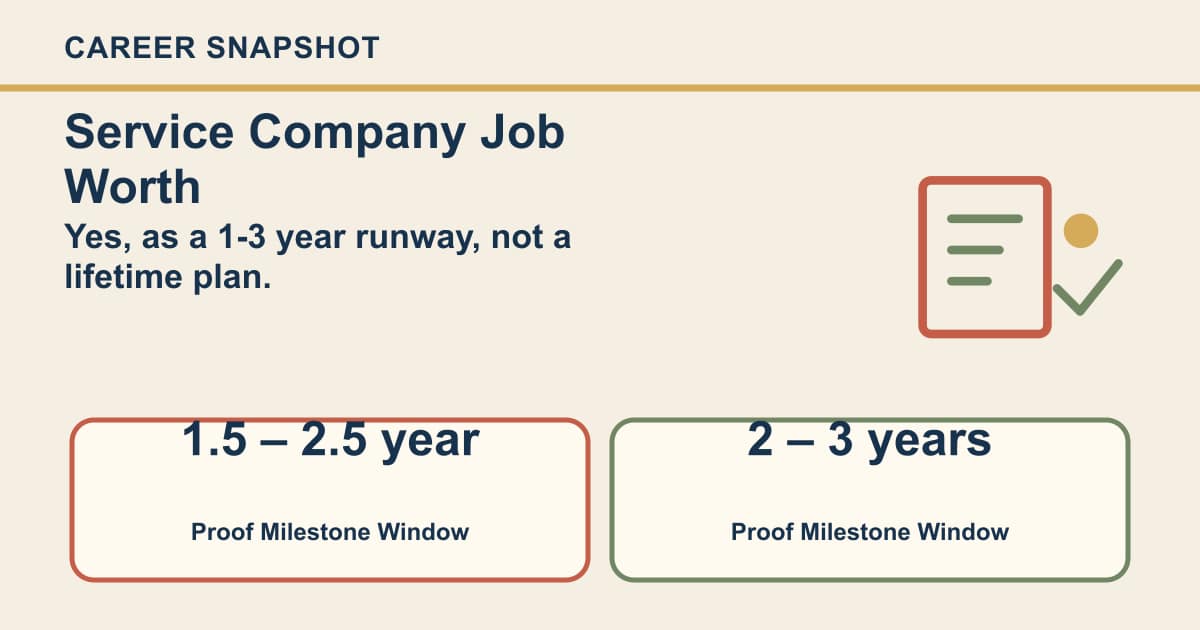 CAREER SNAPSHOT
Service Company Job
Worth
Yes, as a 1-3 year runway, not a
lifetime plan.
1.5 – 2.5 year
Proof Milestone Window
2 – 3 years
Proof Milestone Window